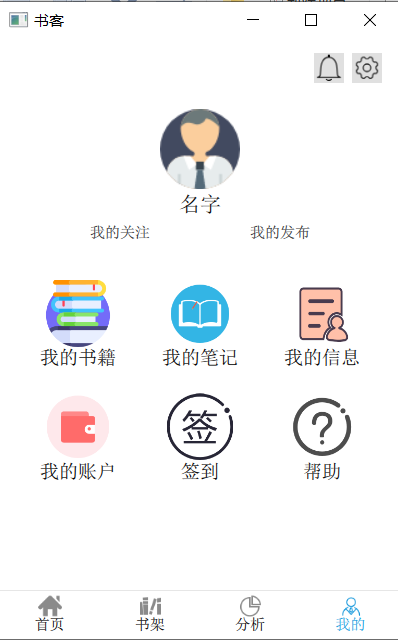 书客
名字
我的关注 我的发布
我的书籍 我的笔记 我的信息
签
我的账户 签到 帮助
首页 书架 分析 我的